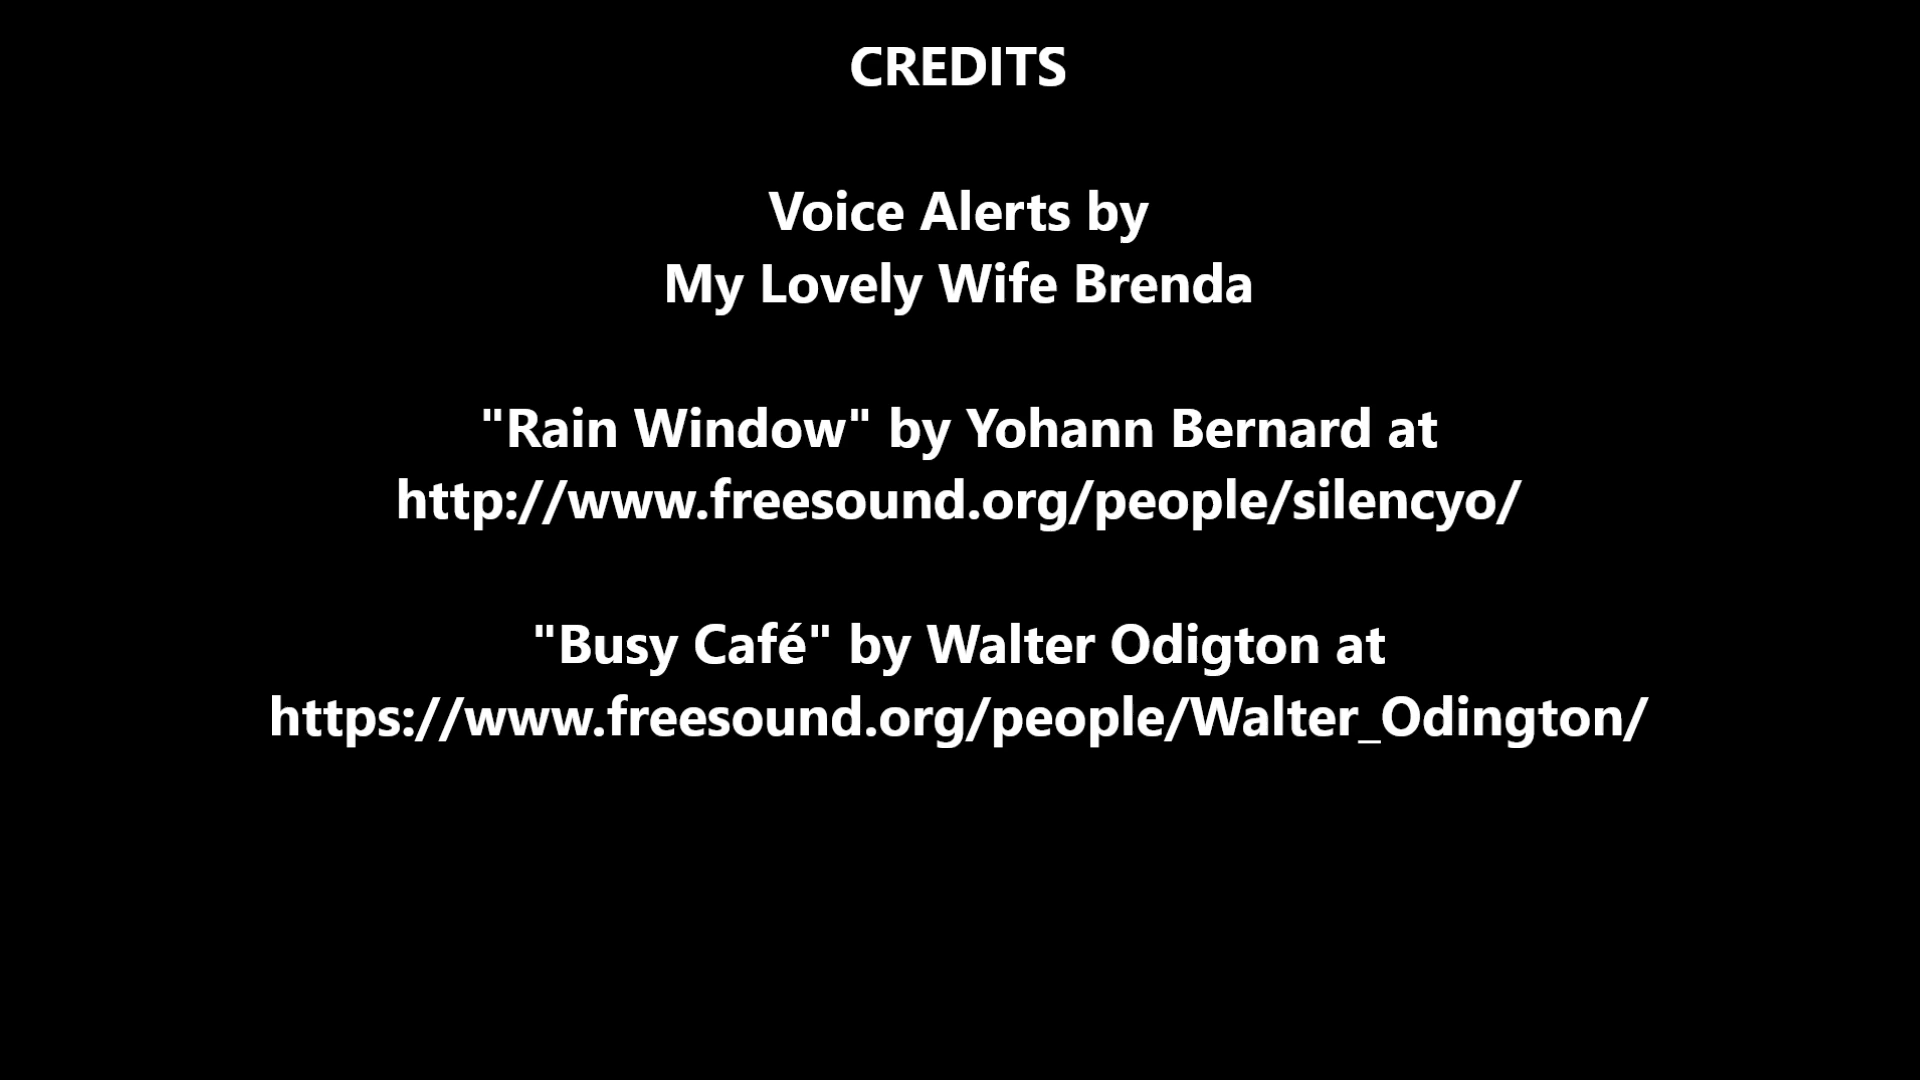 CREDITS
Voice Alerts by
My Lovely Wife Brenda
"Rain Window" by Yohann Bernard at
http://www.freesound.org/people/silencyo/
"Busy Café" by Walter Odigton at
https://www.freesound.org/people/Walter_Odington/